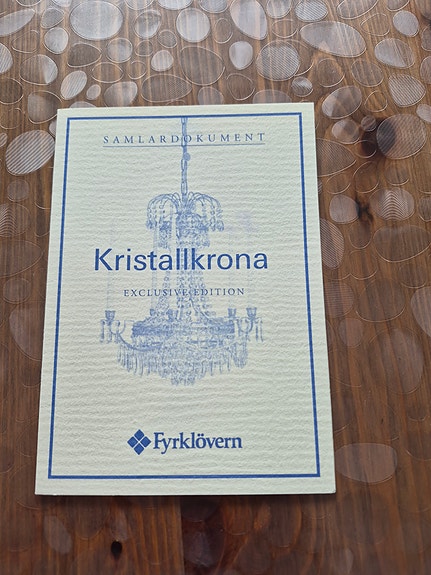 SAMLARDOKUMENT
Kristallkrona
EXCLUSIVE EDITION
Fyrklövern